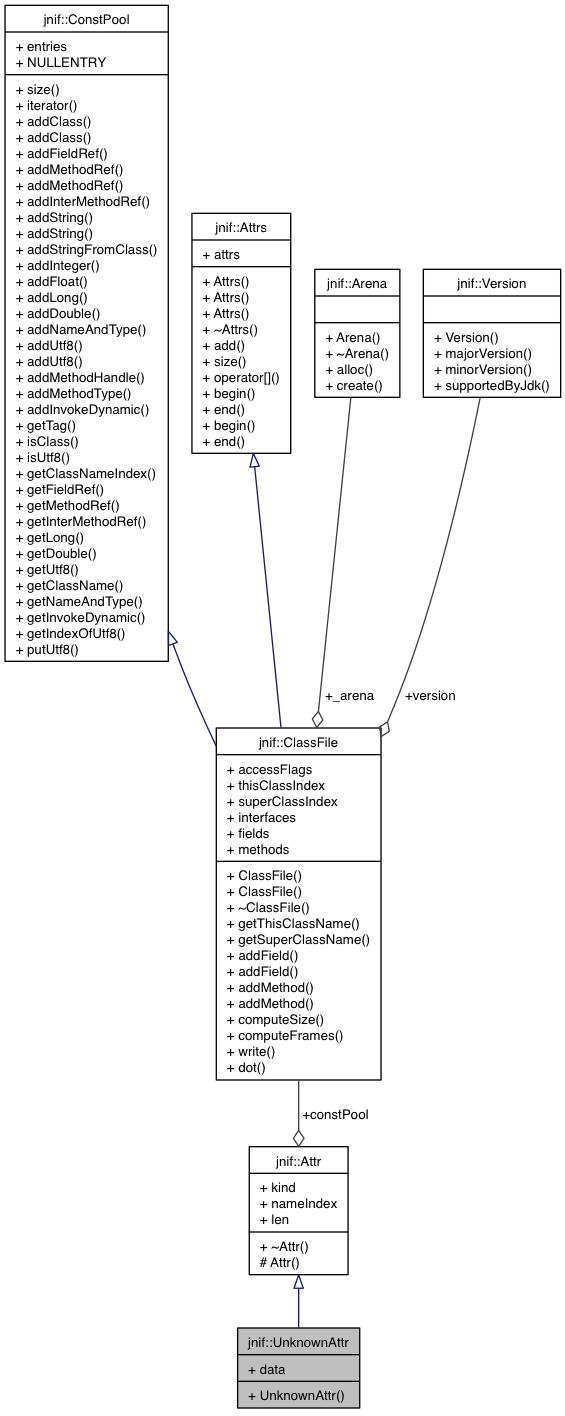 jnif::ConstPool
+ entries
+ NULLENTRY
+ size()
+ iterator()
+ addClass()
+ addClass()
+ addFieldRef()
+ addMethodRef()
+ addMethodRef()
+ addInterMethodRef()
+ addString()
+ addString()
+ addStringFromClass()
+ addInteger()
+ addFloat()
+ addLong()
+ addDouble()
+ addNameAndType()
+ addUtf8()
+ addUtf8()
+ addMethodHandle()
+ addMethodType()
+ addInvokeDynamic()
+ getTag()
+ isClass()
+ isUtf8()
+ getClassNameIndex()
+ getFieldRef()
+ getMethodRef()
+ getInterMethodRef()
+ getLong()
+ getDouble()
+ getUtf8()
+ getClassName()
+ getNameAndType()
+ getInvokeDynamic()
+ getIndexOfUtf8()
+ putUtf8()
jnif::Attrs
+ attrs
+ Attrs()
+ Attrs()
+ Attrs()
+ ~Attrs()
+ add()
+ size()
+ operator[]()
+ begin()
+ end()
+ begin()
+ end()
jnif::Arena
+ Arena()
+ ~Arena()
+ alloc()
+ create()
jnif::Version
+ Version()
+ majorVersion()
+ minorVersion()
+ supportedByJdk()
+_arena
+version
jnif::ClassFile
+ accessFlags
+ thisClassIndex
+ superClassIndex
+ interfaces
+ fields
+ methods
+ ClassFile()
+ ClassFile()
+ ~ClassFile()
+ getThisClassName()
+ getSuperClassName()
+ addField()
+ addField()
+ addMethod()
+ addMethod()
+ computeSize()
+ computeFrames()
+ write()
+ dot()
+constPool
jnif::Attr
+ kind
+ nameIndex
+ len
+ ~Attr()
# Attr()
jnif::UnknownAttr
+ data
+ UnknownAttr()